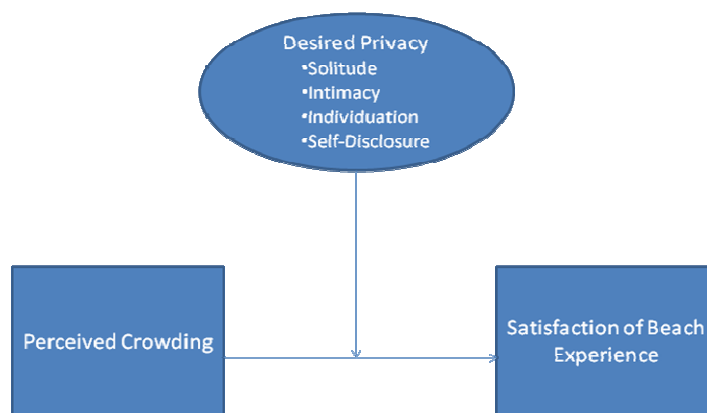 Desired Privacy
•Solitude
•Intimacy
•Individuation
•Self-Disclosure
Perceived Crowding
Satisfaction of Beach
Experience